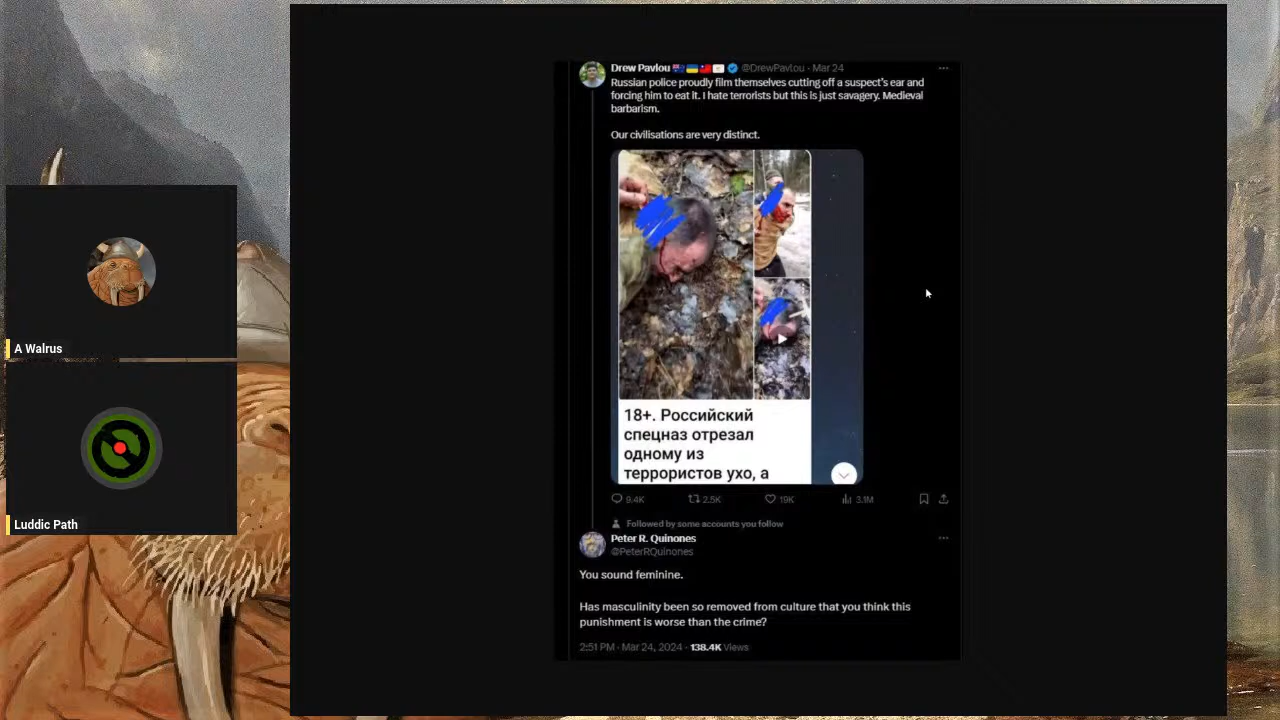 Drew Pavlou @DrewPavlou · Mar 24
Russian police proudly film themselves cutting off a suspect's ear and
forcing him to eat it. I hate terrorists but this is just savagery. Medieval
barbarism.
Our civilisations are very distinct.
18+. Российский
спецназ отрезал
одному из
террористов ухо, а
9.4K 2.5K 19K 3.1M
Followed by some accounts you follow
Peter R. Quinones
@PeterRQuinones
You sound feminine.
Has masculinity been so removed from culture that you think this
punishment is worse than the crime?
2:51 PM · Mar 24, 2024 · 138.4K Views
A Walrus
Luddic Path